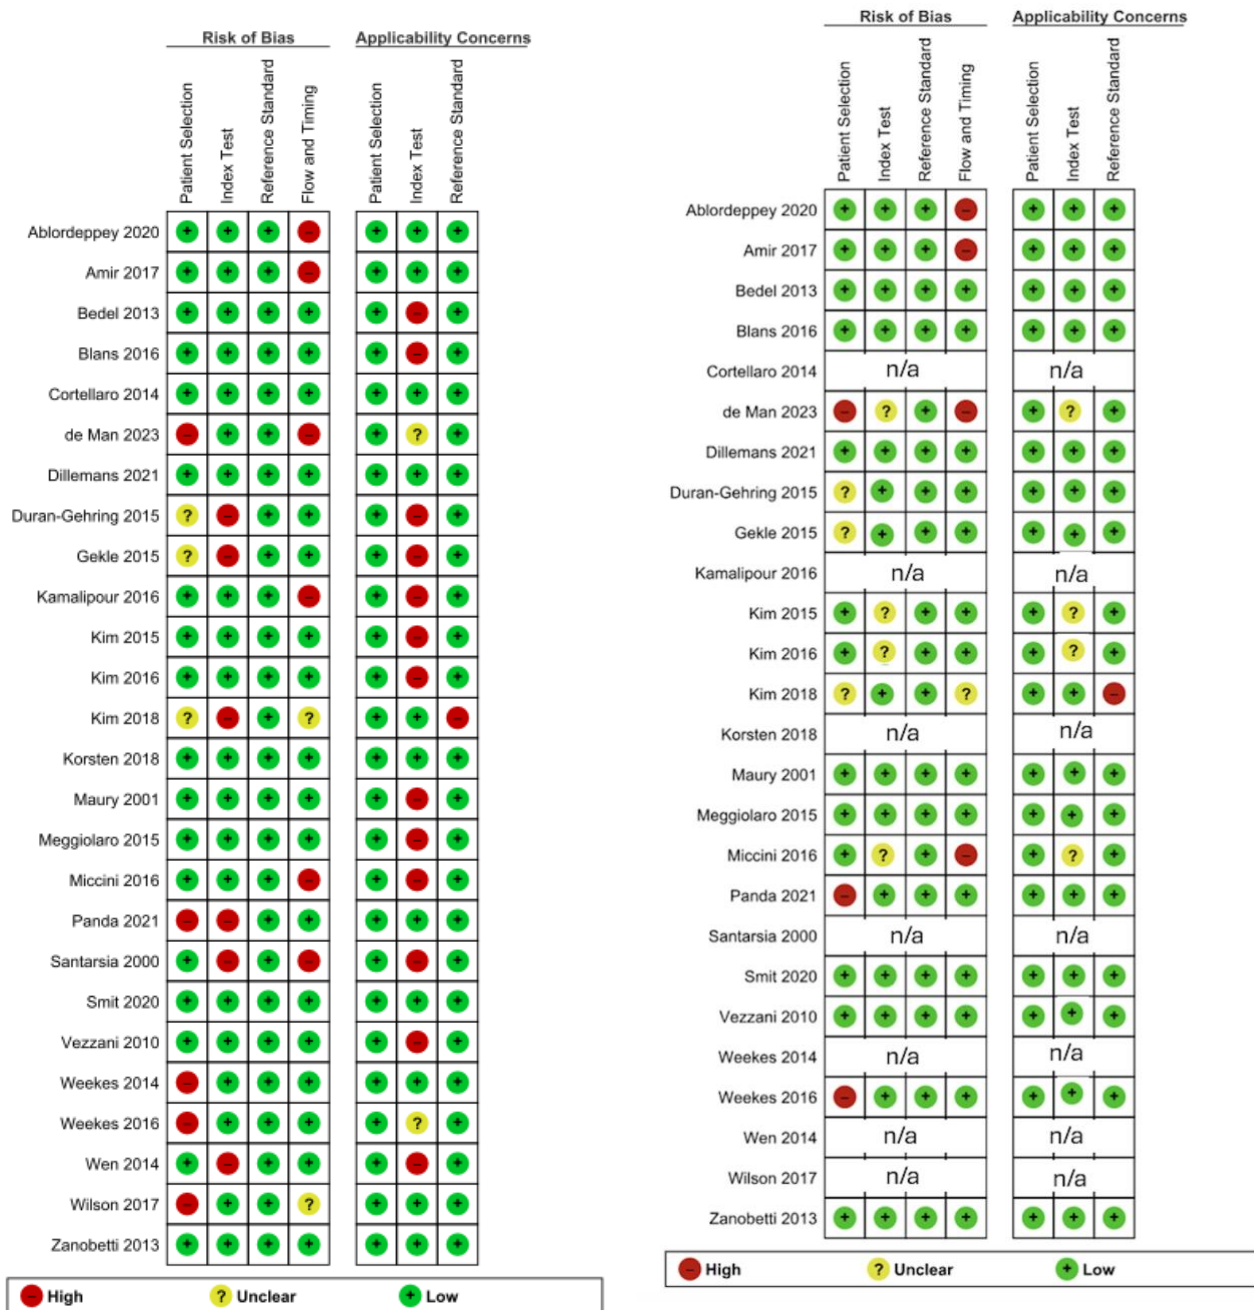 Risk of Bias
Applicability Concerns
Patient Selection
Index Test
Reference Standard
Flow and Timing
Patient Selection
Index Test
Reference Standard
Ablordeppey 2020 + + + – + + +
Amir 2017 + + + – + + +
Bedel 2013 + + + + + – +
Blans 2016 + + + + + – +
Cortellaro 2014 + + + + + + +
de Man 2023 – + + – + ? +
Dillemans 2021 + + + + + + +
Duran-Gehring 2015 ? – + + + – +
Gekle 2015 ? – + + + – +
Kamalipour 2016 + + + – + – +
Kim 2015 + + + + + – +
Kim 2016 + + + + + – +
Kim 2018 ? – + ? + + –
Korsten 2018 + + + + + + +
Maury 2001 + + + + + – +
Meggiolaro 2015 + + + + + – +
Miccini 2016 + + + – + – +
Panda 2021 – – + + + + +
Santarsia 2000 + – + – + – +
Smit 2020 + + + + + + +
Vezzani 2010 + + + + + – +
Weekes 2014 – + + + + + +
Weekes 2016 – + + + + ? +
Wen 2014 + – + + + – +
Wilson 2017 – + + ? + + +
Zanobetti 2013 + + + + + + +
– High ? Unclear + Low
Risk of Bias
Applicability Concerns
Patient Selection
Index Test
Reference Standard
Flow and Timing
Patient Selection
Index Test
Reference Standard
Ablordeppey 2020 + + + – + + +
Amir 2017 + + + – + + +
Bedel 2013 + + + + + + +
Blans 2016 + + + + + + +
Cortellaro 2014 n/a n/a
de Man 2023 – ? + – + ? +
Dillemans 2021 + + + + + + +
Duran-Gehring 2015 ? + + + + + +
Gekle 2015 ? + + + + + +
Kamalipour 2016 n/a n/a
Kim 2015 + ? + + + ? +
Kim 2016 + ? + + + ? +
Kim 2018 ? + + ? + + –
Korsten 2018 n/a n/a
Maury 2001 + + + + + + +
Meggiolaro 2015 + + + + + + +
Miccini 2016 + ? + – + ? +
Panda 2021 – + + + + + +
Santarsia 2000 n/a n/a
Smit 2020 + + + + + + +
Vezzani 2010 + + + + + + +
Weekes 2014 n/a n/a
Weekes 2016 – + + + + + +
Wen 2014 n/a n/a
Wilson 2017 n/a n/a
Zanobetti 2013 + + + + + + +
– High ? Unclear + Low